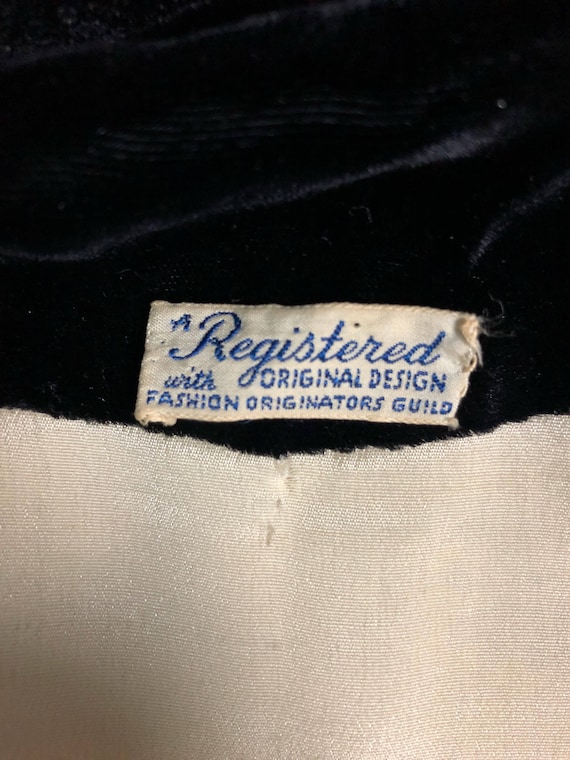 A Registered
with ORIGINAL DESIGN
FASHION ORIGINATORS GUILD